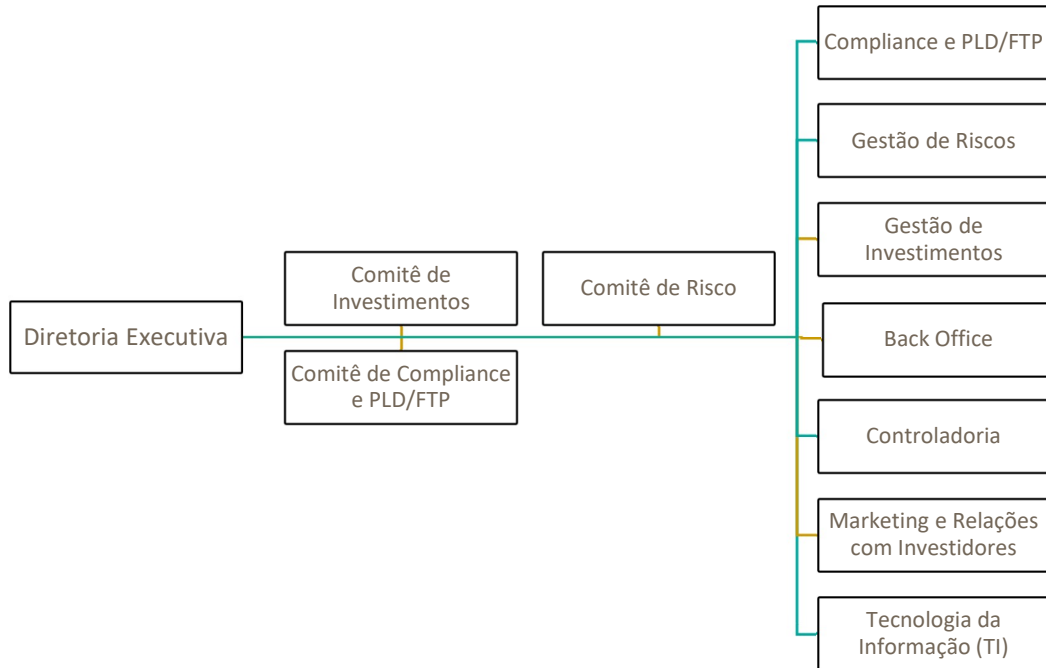 Diretoria Executiva
Comitê de
Investimentos
Comitê de Compliance
e PLD/FTP
Comitê de Risco
Compliance e PLD/FTP
Gestão de Riscos
Gestão de
Investimentos
Back Office
Controladoria
Marketing e Relações
com Investidores
Tecnologia da
Informação (TI)